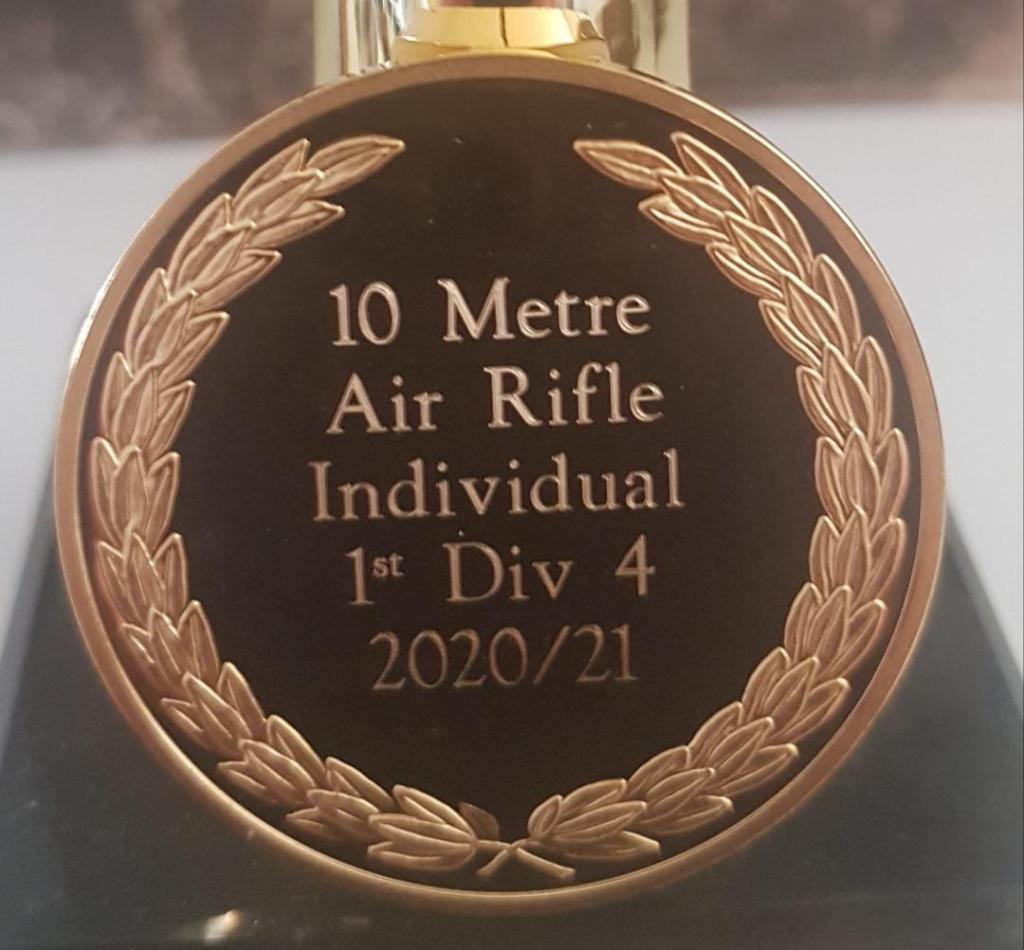 10 Metre
Air Rifle
Individual
1st Div 4
2020/21